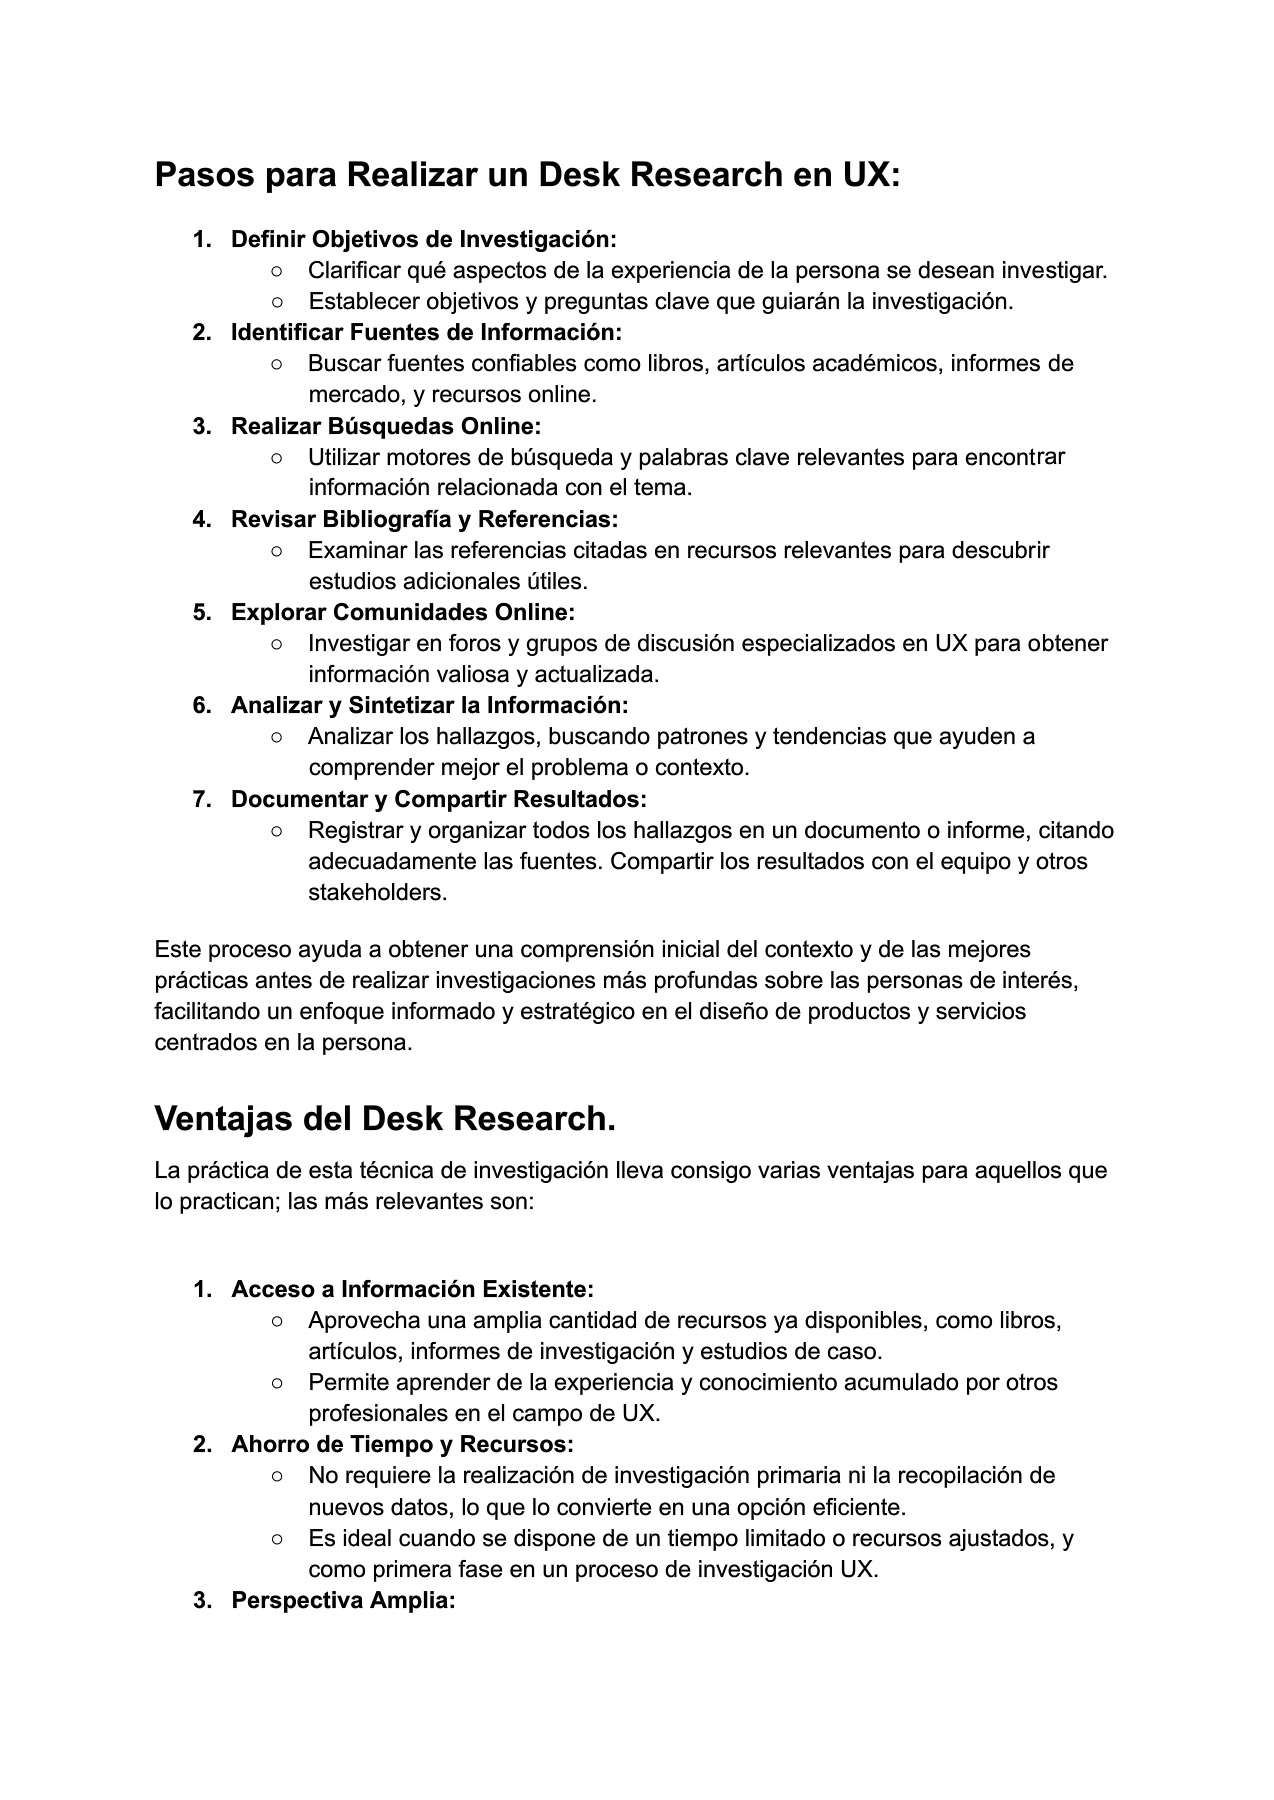 Pasos para Realizar un Desk Research en UX:
1. Definir Objetivos de Investigación:
○ Clarificar qué aspectos de la experiencia de la persona se desean investigar.
○ Establecer objetivos y preguntas clave que guiarán la investigación.
2. Identificar Fuentes de Información:
○ Buscar fuentes confiables como libros, artículos académicos, informes de
mercado, y recursos online.
3. Realizar Búsquedas Online:
○ Utilizar motores de búsqueda y palabras clave relevantes para encontrar
información relacionada con el tema.
4. Revisar Bibliografía y Referencias:
○ Examinar las referencias citadas en recursos relevantes para descubrir
estudios adicionales útiles.
5. Explorar Comunidades Online:
○ Investigar en foros y grupos de discusión especializados en UX para obtener
información valiosa y actualizada.
6. Analizar y Sintetizar la Información:
○ Analizar los hallazgos, buscando patrones y tendencias que ayuden a
comprender mejor el problema o contexto.
7. Documentar y Compartir Resultados:
○ Registrar y organizar todos los hallazgos en un documento o informe, citando
adecuadamente las fuentes. Compartir los resultados con el equipo y otros
stakeholders.
Este proceso ayuda a obtener una comprensión inicial del contexto y de las mejores
prácticas antes de realizar investigaciones más profundas sobre las personas de interés,
facilitando un enfoque informado y estratégico en el diseño de productos y servicios
centrados en la persona.
Ventajas del Desk Research.
La práctica de esta técnica de investigación lleva consigo varias ventajas para aquellos que
lo practican; las más relevantes son:
1. Acceso a Información Existente:
○ Aprovecha una amplia cantidad de recursos ya disponibles, como libros,
artículos, informes de investigación y estudios de caso.
○ Permite aprender de la experiencia y conocimiento acumulado por otros
profesionales en el campo de UX.
2. Ahorro de Tiempo y Recursos:
○ No requiere la realización de investigación primaria ni la recopilación de
nuevos datos, lo que lo convierte en una opción eficiente.
○ Es ideal cuando se dispone de un tiempo limitado o recursos ajustados, y
como primera fase en un proceso de investigación UX.
3. Perspectiva Amplia: